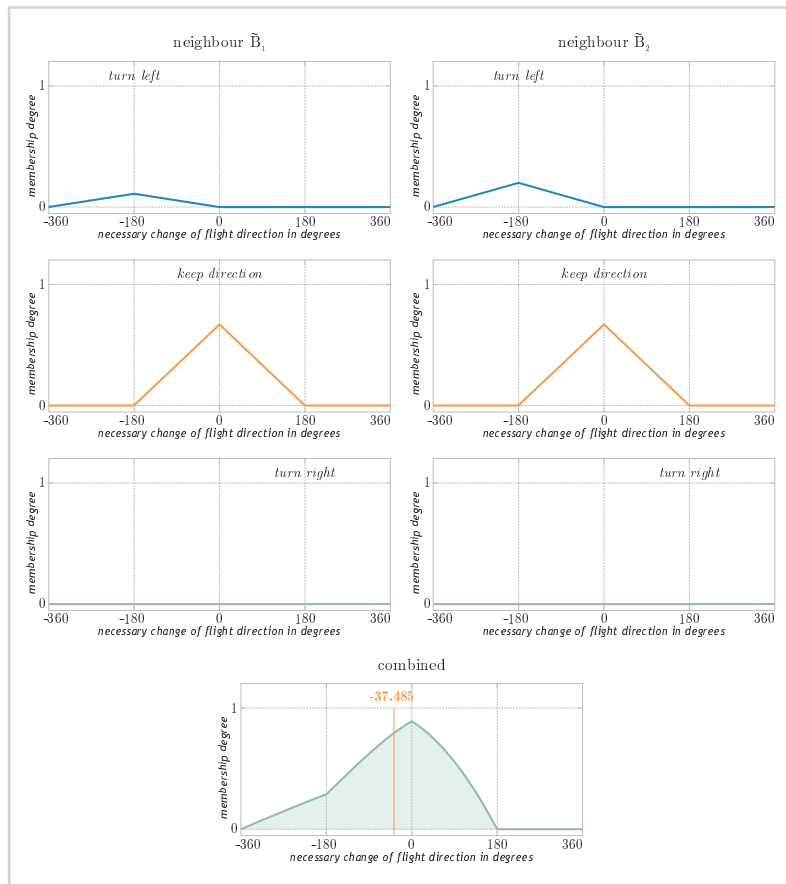 neighbour B̃₁
neighbour B̃₂
turn left
1
membership degree
0
-360 -180 0 180 360
necessary change of flight direction in degrees
turn left
1
membership degree
0
-360 -180 0 180 360
necessary change of flight direction in degrees
keep direction
1
membership degree
0
-360 -180 0 180 360
necessary change of flight direction in degrees
keep direction
1
membership degree
0
-360 -180 0 180 360
necessary change of flight direction in degrees
turn right
1
membership degree
0
-360 -180 0 180 360
necessary change of flight direction in degrees
turn right
1
membership degree
0
-360 -180 0 180 360
necessary change of flight direction in degrees
combined
-37.485
1
membership degree
0
-360 -180 0 180 360
necessary change of flight direction in degrees